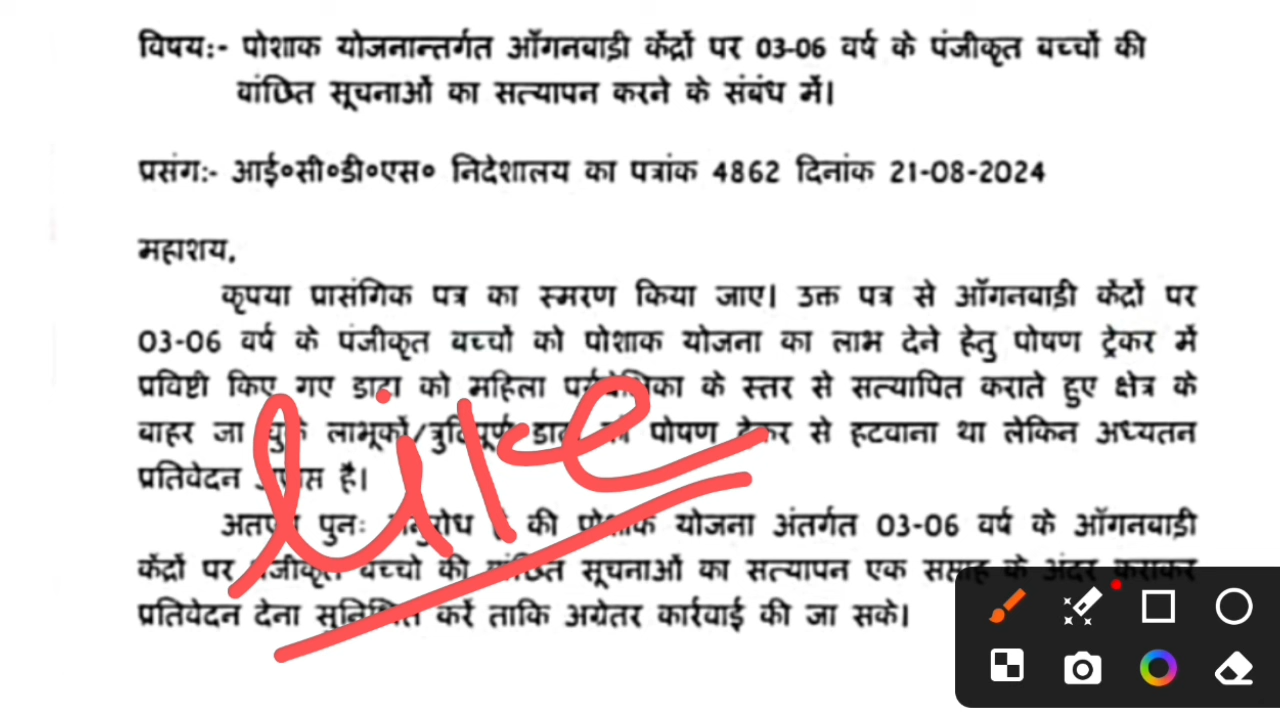 विषय:- पोशाक योजनान्तर्गत ऑंगनबाड़ी केंद्रों पर 03-06 वर्ष के पंजीकृत बच्चों की
वांछित सूचनाओं का सत्यापन करने के संबंध में।
प्रसंग:- आई०सी०डी०एस० निदेशालय का पत्रांक 4862 दिनांक 21-08-2024
महाशय,
कृपया प्रासंगिक पत्र का स्मरण किया जाए। उक्त पत्र से ऑंगनबाड़ी केंद्रों पर
03-06 वर्ष के पंजीकृत बच्चों को पोशाक योजना का लाभ देने हेतु पोषण ट्रेकर में
प्रविष्टी किए गए डाटा को महिला के स्तर से सत्यापित कराते हुए क्षेत्र के
बाहर जा चुके लाभूकों/त्रुटिपूर्ण डाटा को पोषण ट्रेकर से हटवाना था लेकिन अध्यतन
प्रतिवेदन अप्राप्त है।
अतएव पुनः अनुरोध है की पोशाक योजना अंतर्गत 03-06 वर्ष के ऑंगनबाड़ी
केंद्रों पर पंजीकृत बच्चो की वांछित सूचनाओं का सत्यापन एक सप्ताह के अंदर कराकर
प्रतिवेदन देना सुनिश्चित करें ताकि अग्रेतर कार्रवाई की जा सके।
like